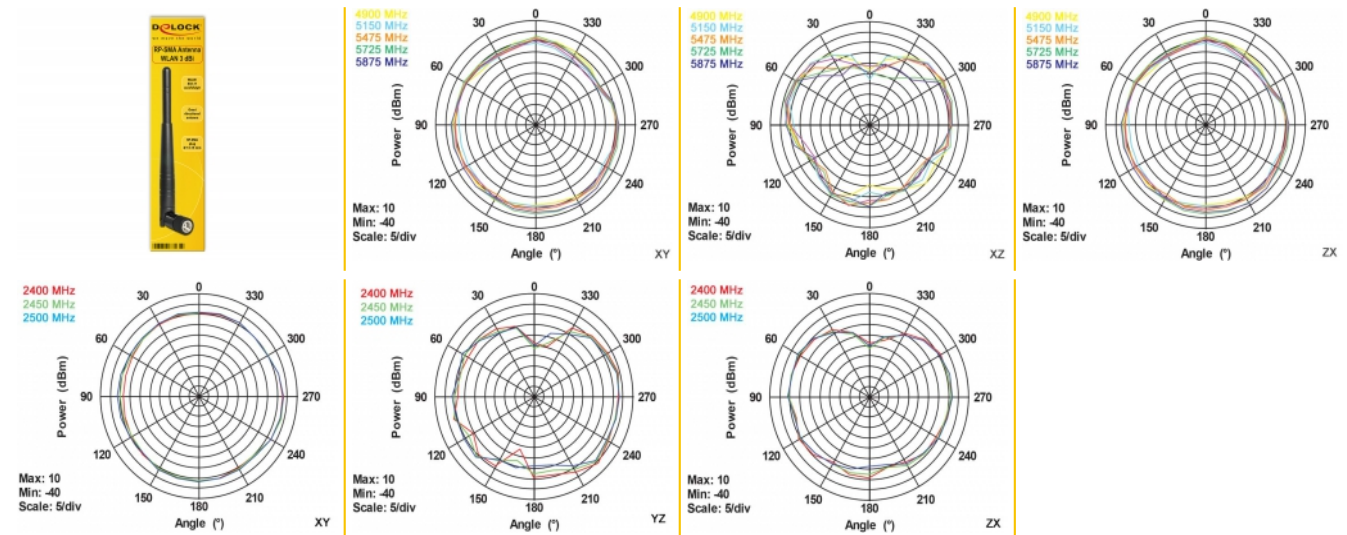 DELOCK
RP-SMA Antenna
WLAN 3 dBi
4900 MHz
5150 MHz
5475 MHz
5725 MHz
5875 MHz
0
30
330
60
300
90
270
120
240
150
210
180
Power (dBm)
Max: 10
Min: -40
Scale: 5/div
Angle (°)
XY
4900 MHz
5150 MHz
5475 MHz
5725 MHz
5875 MHz
0
30
330
60
300
90
270
120
240
150
210
180
Power (dBm)
Max: 10
Min: -40
Scale: 5/div
Angle (°)
XZ
4900 MHz
5150 MHz
5475 MHz
5725 MHz
5875 MHz
0
30
330
60
300
90
270
120
240
150
210
180
Power (dBm)
Max: 10
Min: -40
Scale: 5/div
Angle (°)
ZX
2400 MHz
2450 MHz
2500 MHz
0
30
330
60
300
90
270
120
240
150
210
180
Power (dBm)
Max: 10
Min: -40
Scale: 5/div
Angle (°)
XY
2400 MHz
2450 MHz
2500 MHz
0
30
330
60
300
90
270
120
240
150
210
180
Power (dBm)
Max: 10
Min: -40
Scale: 5/div
Angle (°)
YZ
2400 MHz
2450 MHz
2500 MHz
0
30
330
60
300
90
270
120
240
150
210
180
Power (dBm)
Max: 10
Min: -40
Scale: 5/div
Angle (°)
ZX